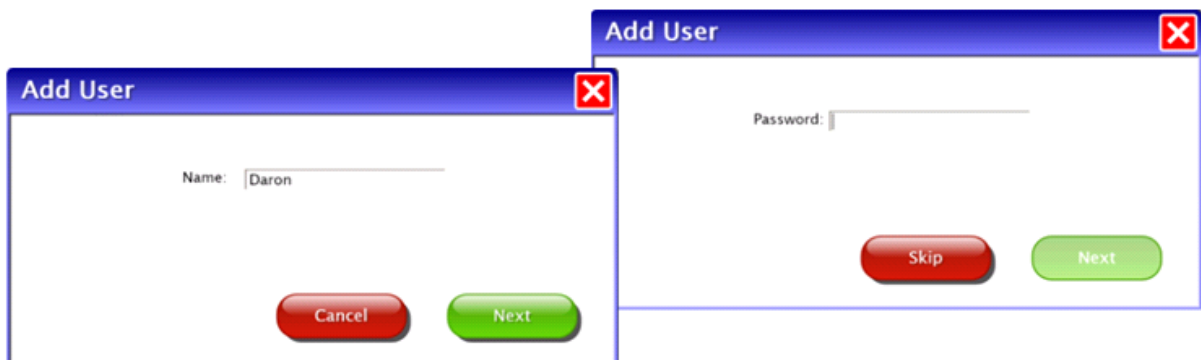 Add User
Name: Daron
Cancel Next
Add User
Password:
Skip Next